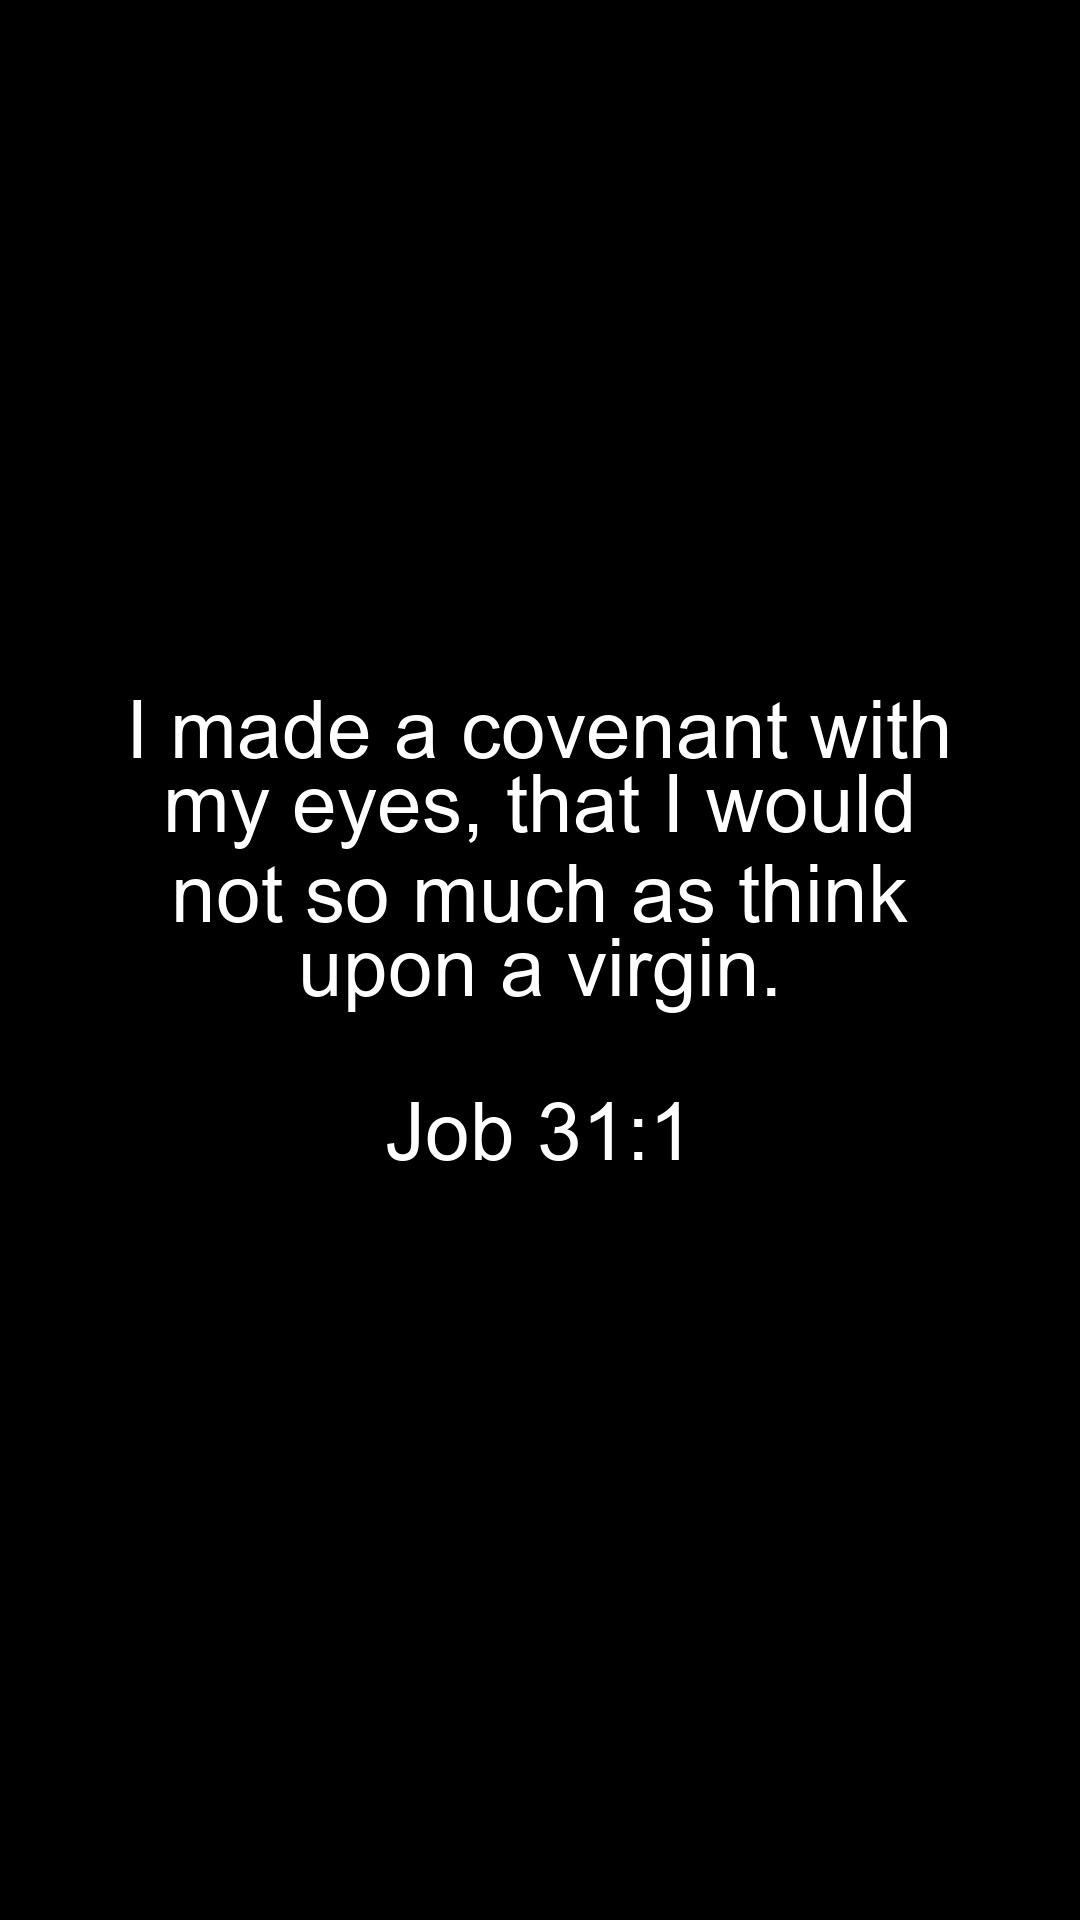 I made a covenant with
my eyes, that I would
not so much as think
upon a virgin.
Job 31:1